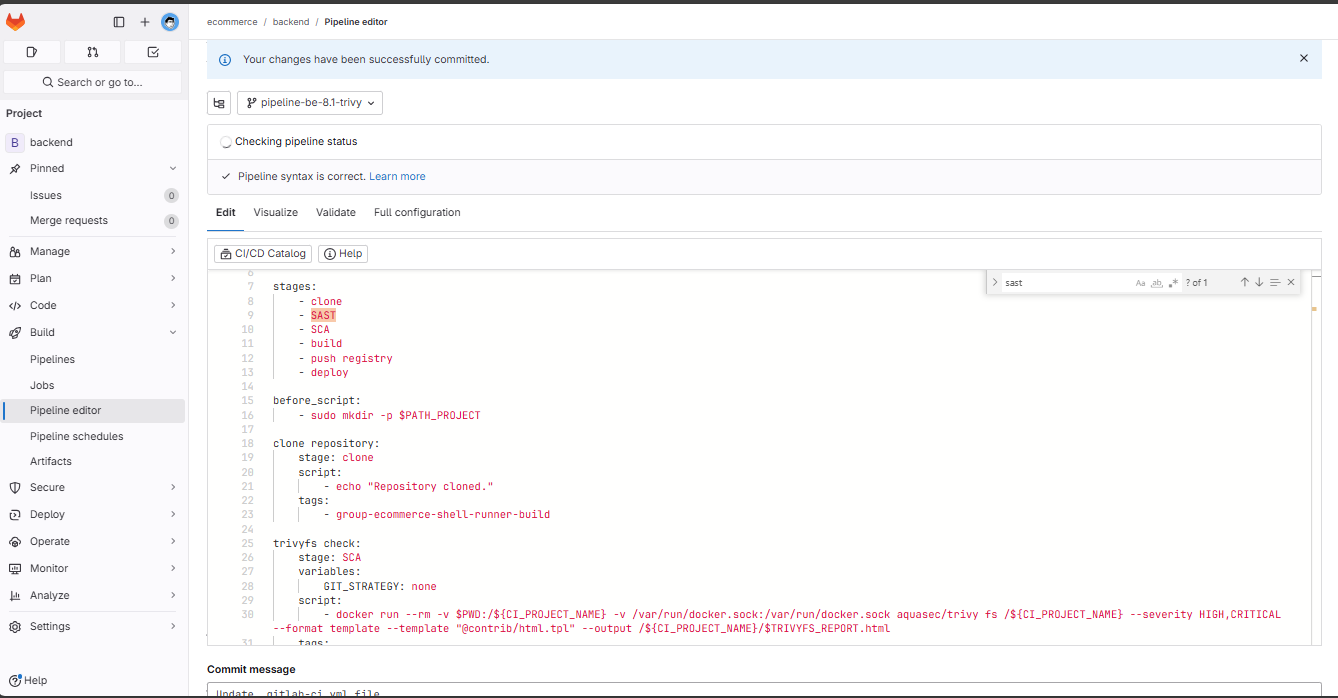 ecommerce / backend / Pipeline editor
Search or go to...
Your changes have been successfully committed.
pipeline-be-8.1-trivy
Project
B backend
Checking pipeline status
Pinned
Pipeline syntax is correct. Learn more
Issues 0
Merge requests 0
Edit Visualize Validate Full configuration
Manage
CI/CD Catalog Help
Plan
Code
Build
Pipelines
Jobs
Pipeline editor
Pipeline schedules
Artifacts
Secure
Deploy
Operate
Monitor
Analyze
Settings
Help
sast Aa ab ? of 1
6
7 stages:
8 - clone
9 - SAST
10 - SCA
11 - build
12 - push registry
13 - deploy
14
15 before_script:
16 - sudo mkdir -p $PATH_PROJECT
17
18 clone repository:
19 stage: clone
20 script:
21 - echo "Repository cloned."
22 tags:
23 - group-ecommerce-shell-runner-build
24
25 trivyfs check:
26 stage: SCA
27 variables:
28 GIT_STRATEGY: none
29 script:
30 - docker run --rm -v $PWD:/${CI_PROJECT_NAME} -v /var/run/docker.sock:/var/run/docker.sock aquasec/trivy fs /${CI_PROJECT_NAME} --severity HIGH,CRITICAL
--format template --template "@contrib/html.tpl" --output /${CI_PROJECT_NAME}/$TRIVYFS_REPORT.html
31 tags:
Commit message
Update .gitlab-ci.yml file